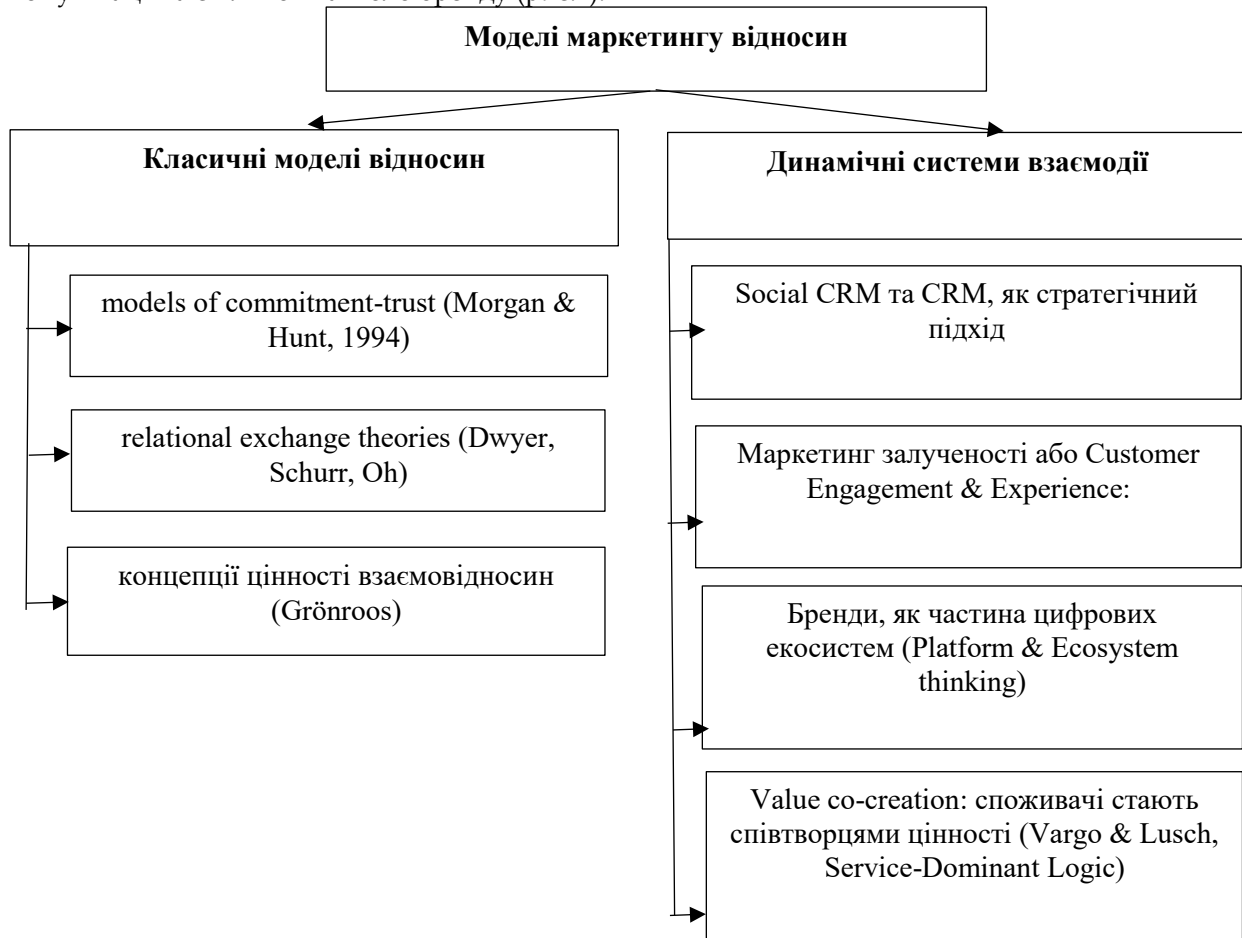 Моделі маркетингу відносин
Класичні моделі відносин
models of commitment-trust (Morgan &
Hunt, 1994)
relational exchange theories (Dwyer,
Schurr, Oh)
концепції цінності взаємовідносин
(Grönroos)
Динамічні системи взаємодії
Social CRM та CRM, як стратегічний
підхід
Маркетинг залученості або Customer
Engagement & Experience:
Бренди, як частина цифрових
екосистем (Platform & Ecosystem
thinking)
Value co-creation: споживачі стають
співтворцями цінності (Vargo & Lusch,
Service-Dominant Logic)